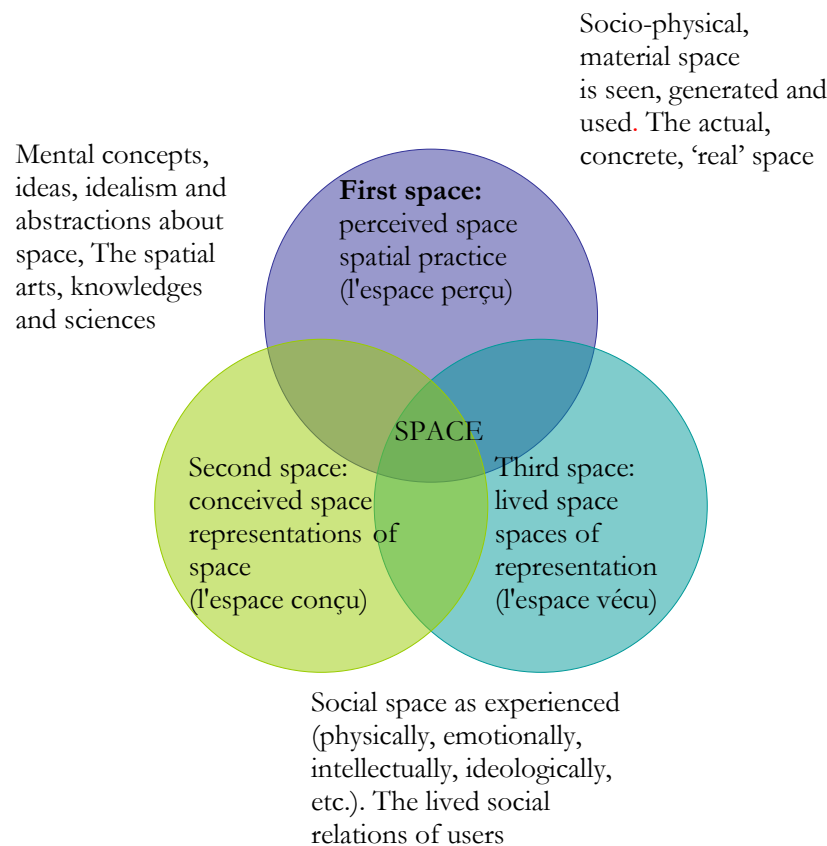 Socio-physical,
material space
is seen, generated and
used. The actual,
concrete, ‘real’ space
Mental concepts,
ideas, idealism and
abstractions about
space, The spatial
arts, knowledges
and sciences
First space:
perceived space
spatial practice
(l'espace perçu)
SPACE
Second space:
conceived space
representations of
space
(l'espace conçu)
Third space:
lived space
spaces of
representation
(l'espace vécu)
Social space as experienced
(physically, emotionally,
intellectually, ideologically,
etc.). The lived social
relations of users